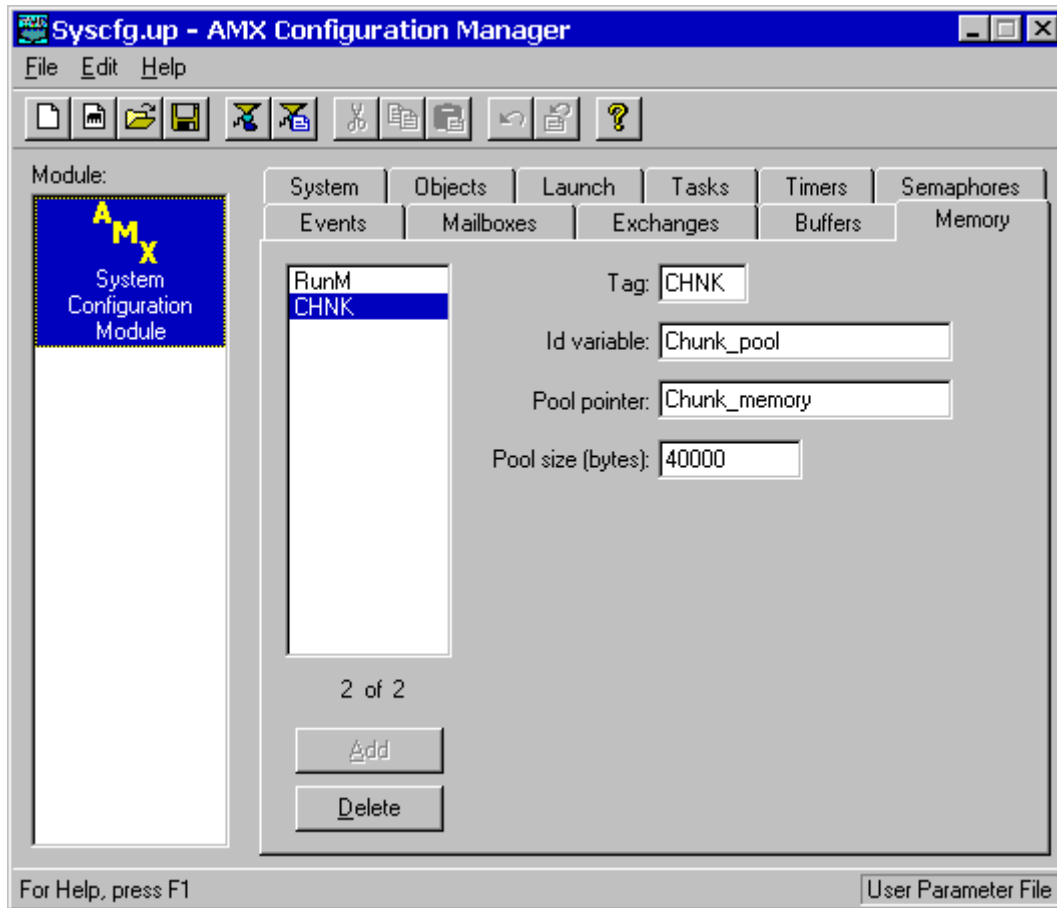 Syscfg.up - AMX Configuration Manager
File Edit Help
Module:
AMX
System
Configuration
Module
System Objects Launch Tasks Timers Semaphores
Events Mailboxes Exchanges Buffers Memory
RunM
CHNK
Tag: CHNK
Id variable: Chunk_pool
Pool pointer: Chunk_memory
Pool size (bytes): 40000
2 of 2
Add
Delete
For Help, press F1
User Parameter File